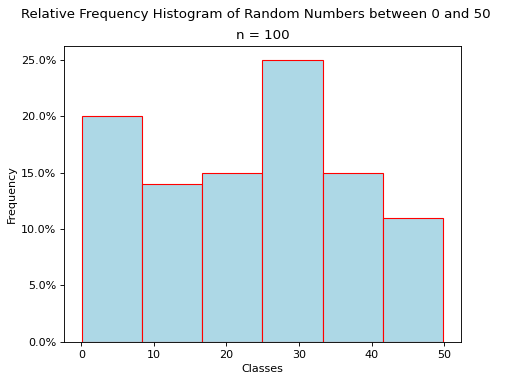 Relative Frequency Histogram of Random Numbers between 0 and 50
n = 100
25.0%
20.0%
15.0%
10.0%
5.0%
0.0%
Frequency
0 10 20 30 40 50
Classes